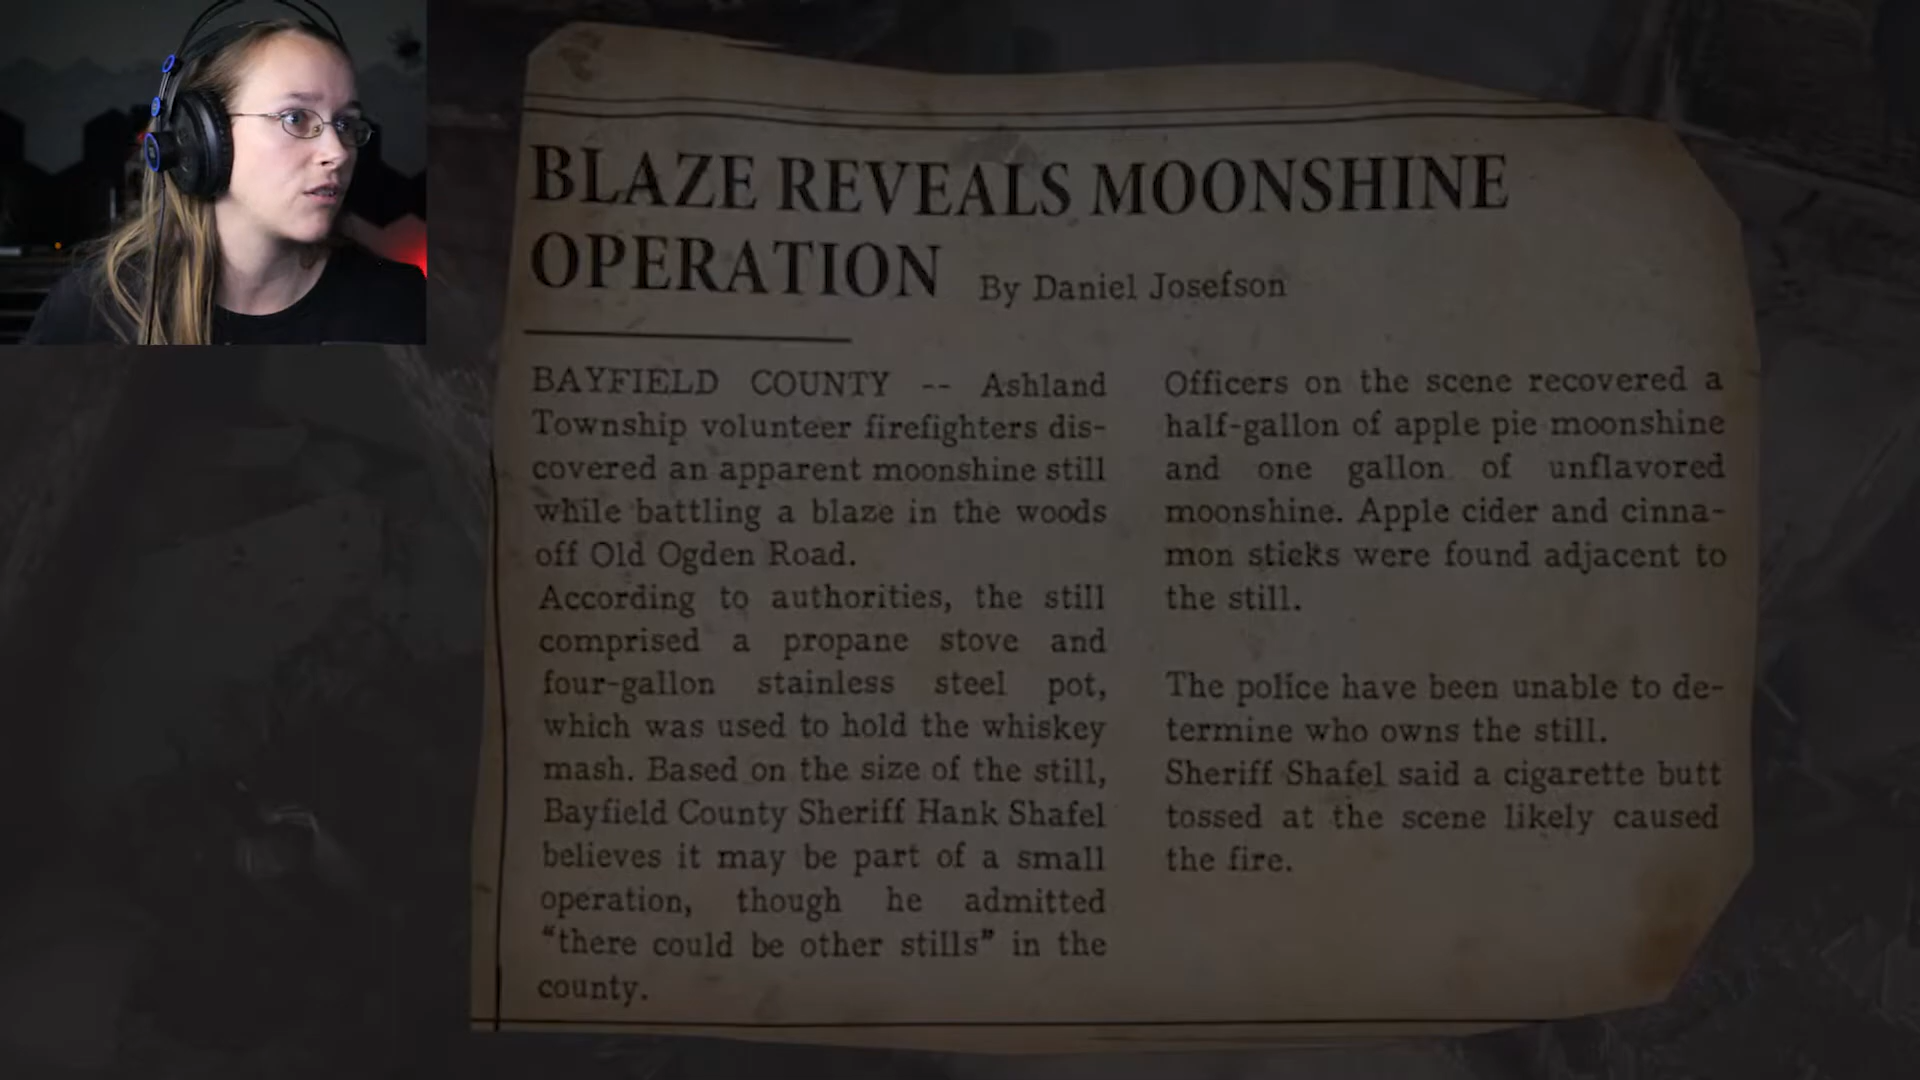 BLAZE REVEALS MOONSHINE
OPERATION By Daniel Josefson
BAYFIELD COUNTY -- Ashland
Township volunteer firefighters dis-
covered an apparent moonshine still
while battling a blaze in the woods
off Old Ogden Road.
According to authorities, the still
comprised a propane stove and
four-gallon stainless steel pot,
which was used to hold the whiskey
mash. Based on the size of the still,
Bayfield County Sheriff Hank Shafel
believes it may be part of a small
operation, though he admitted
"there could be other stills" in the
county.
Officers on the scene recovered a
half-gallon of apple pie moonshine
and one gallon of unflavored
moonshine. Apple cider and cinna-
mon sticks were found adjacent to
the still.
The police have been unable to de-
termine who owns the still.
Sheriff Shafel said a cigarette butt
tossed at the scene likely caused
the fire.